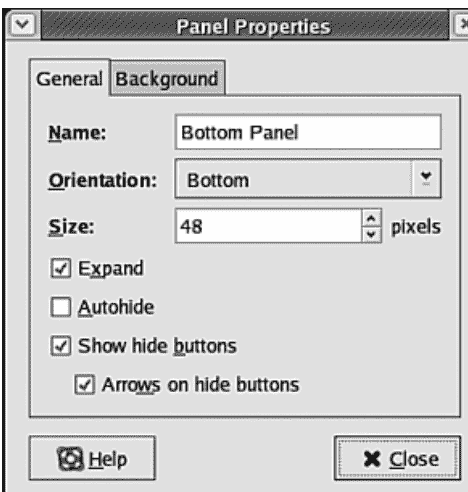 Panel Properties
General Background
Name: Bottom Panel
Orientation: Bottom
Size: 48 pixels
Expand
Autohide
Show hide buttons
Arrows on hide buttons
Help Close